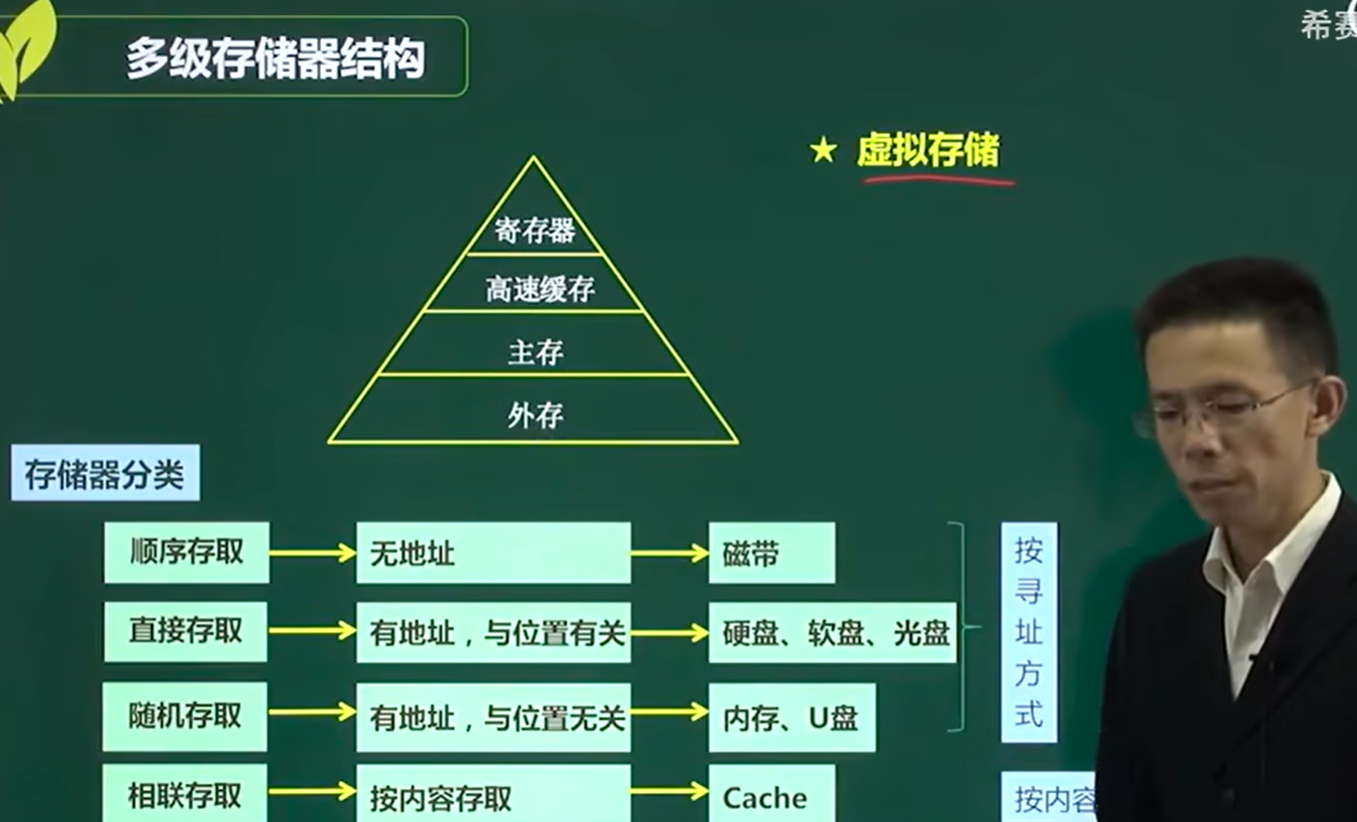 希赛
多级存储器结构
★ 虚拟存储
寄存器
高速缓存
主存
外存
存储器分类
顺序存取
无地址
磁带
直接存取
有地址，与位置有关
硬盘、软盘、光盘
随机存取
有地址，与位置无关
内存、U盘
相联存取
按内容存取
Cache
按寻址方式
按内容